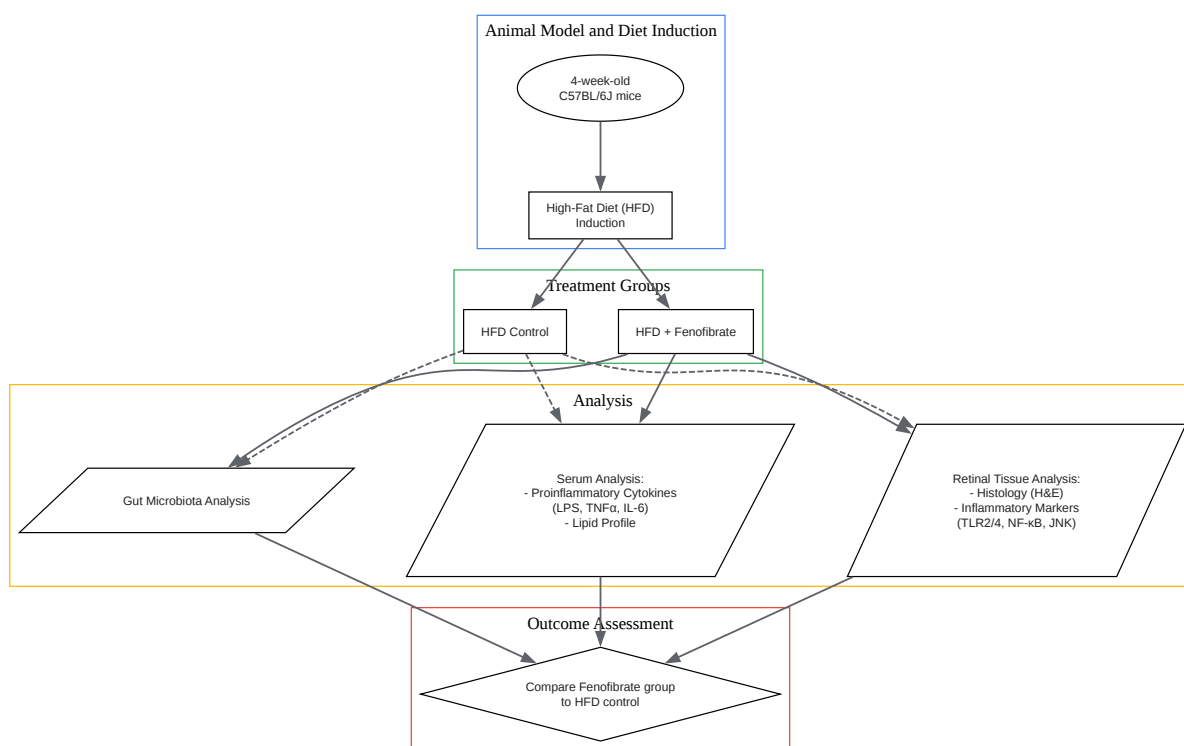 Animal Model and Diet Induction
4-week-old
C57BL/6J mice
High-Fat Diet (HFD)
Induction
Treatment Groups
HFD Control
HFD + Fenofibrate
Analysis
Gut Microbiota Analysis
Serum Analysis:
- Proinflammatory Cytokines
(LPS, TNFα, IL-6)
- Lipid Profile
Retinal Tissue Analysis:
- Histology (H&E)
- Inflammatory Markers
(TLR2/4, NF-κB, JNK)
Outcome Assessment
Compare Fenofibrate group
to HFD control